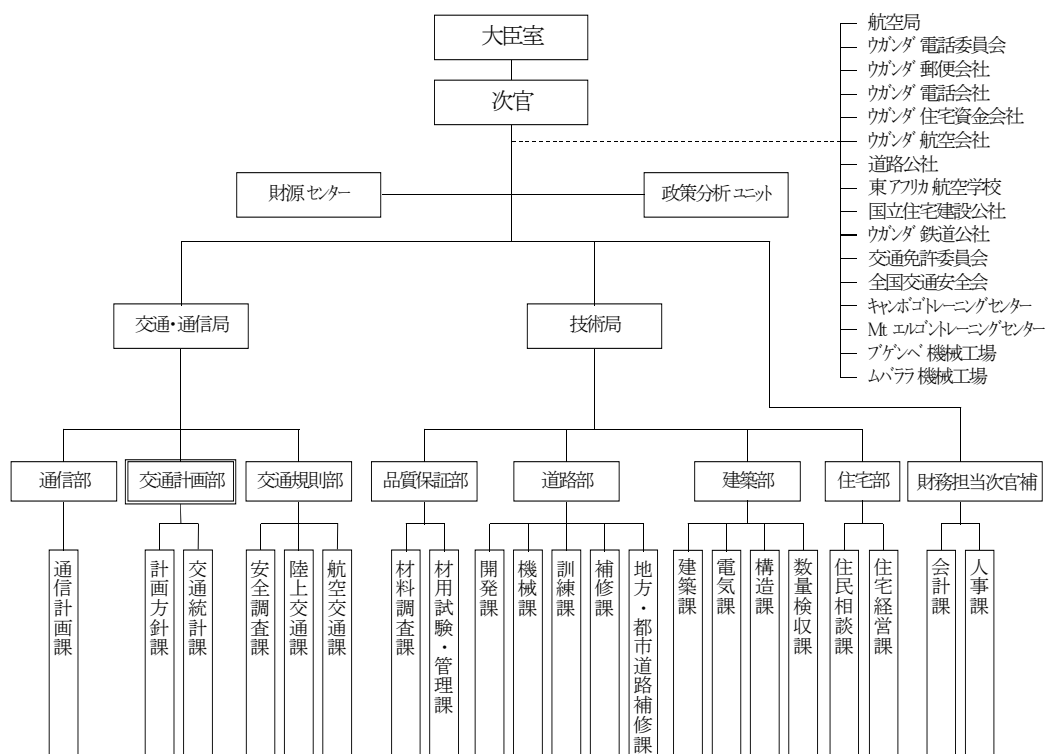 大臣室
次官
財源センター
政策分析ユニット
航空局
ウガンダ電話委員会
ウガンダ郵便会社
ウガンダ電話会社
ウガンダ住宅資金会社
ウガンダ航空会社
道路公社
東アフリカ航空学校
国立住宅建設公社
ウガンダ鉄道公社
交通免許委員会
全国交通安全会
キャンボゴトレーニングセンター
Mt エルゴントレーニングセンター
ブゲンベ機械工場
ムバララ機械工場
交通・通信局
技術局
通信部
交通計画部
交通規則部
品質保証部
道路部
建築部
住宅部
財務担当次官補
通信計画課
計画方針課
交通統計課
安全調査課
陸上交通課
航空交通課
材料調査課
材用試験・管理課
開発課
機械課
訓練課
補修課
地方・都市道路補修課
建築課
電気課
構造課
数量検収課
住民相談課
住宅経営課
会計課
人事課